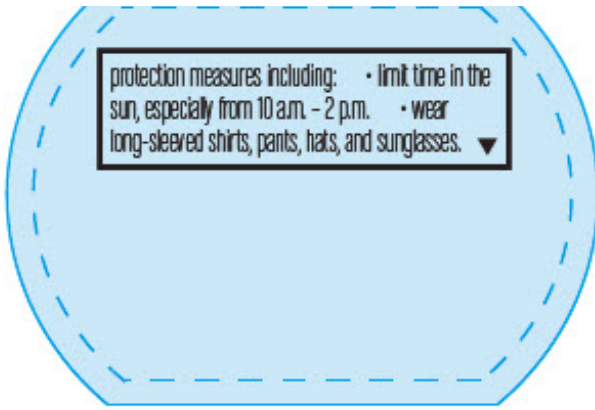 protection measures including: • limit time in the
sun, especially from 10 a.m. – 2 p.m. • wear
long-sleeved shirts, pants, hats, and sunglasses. ▼